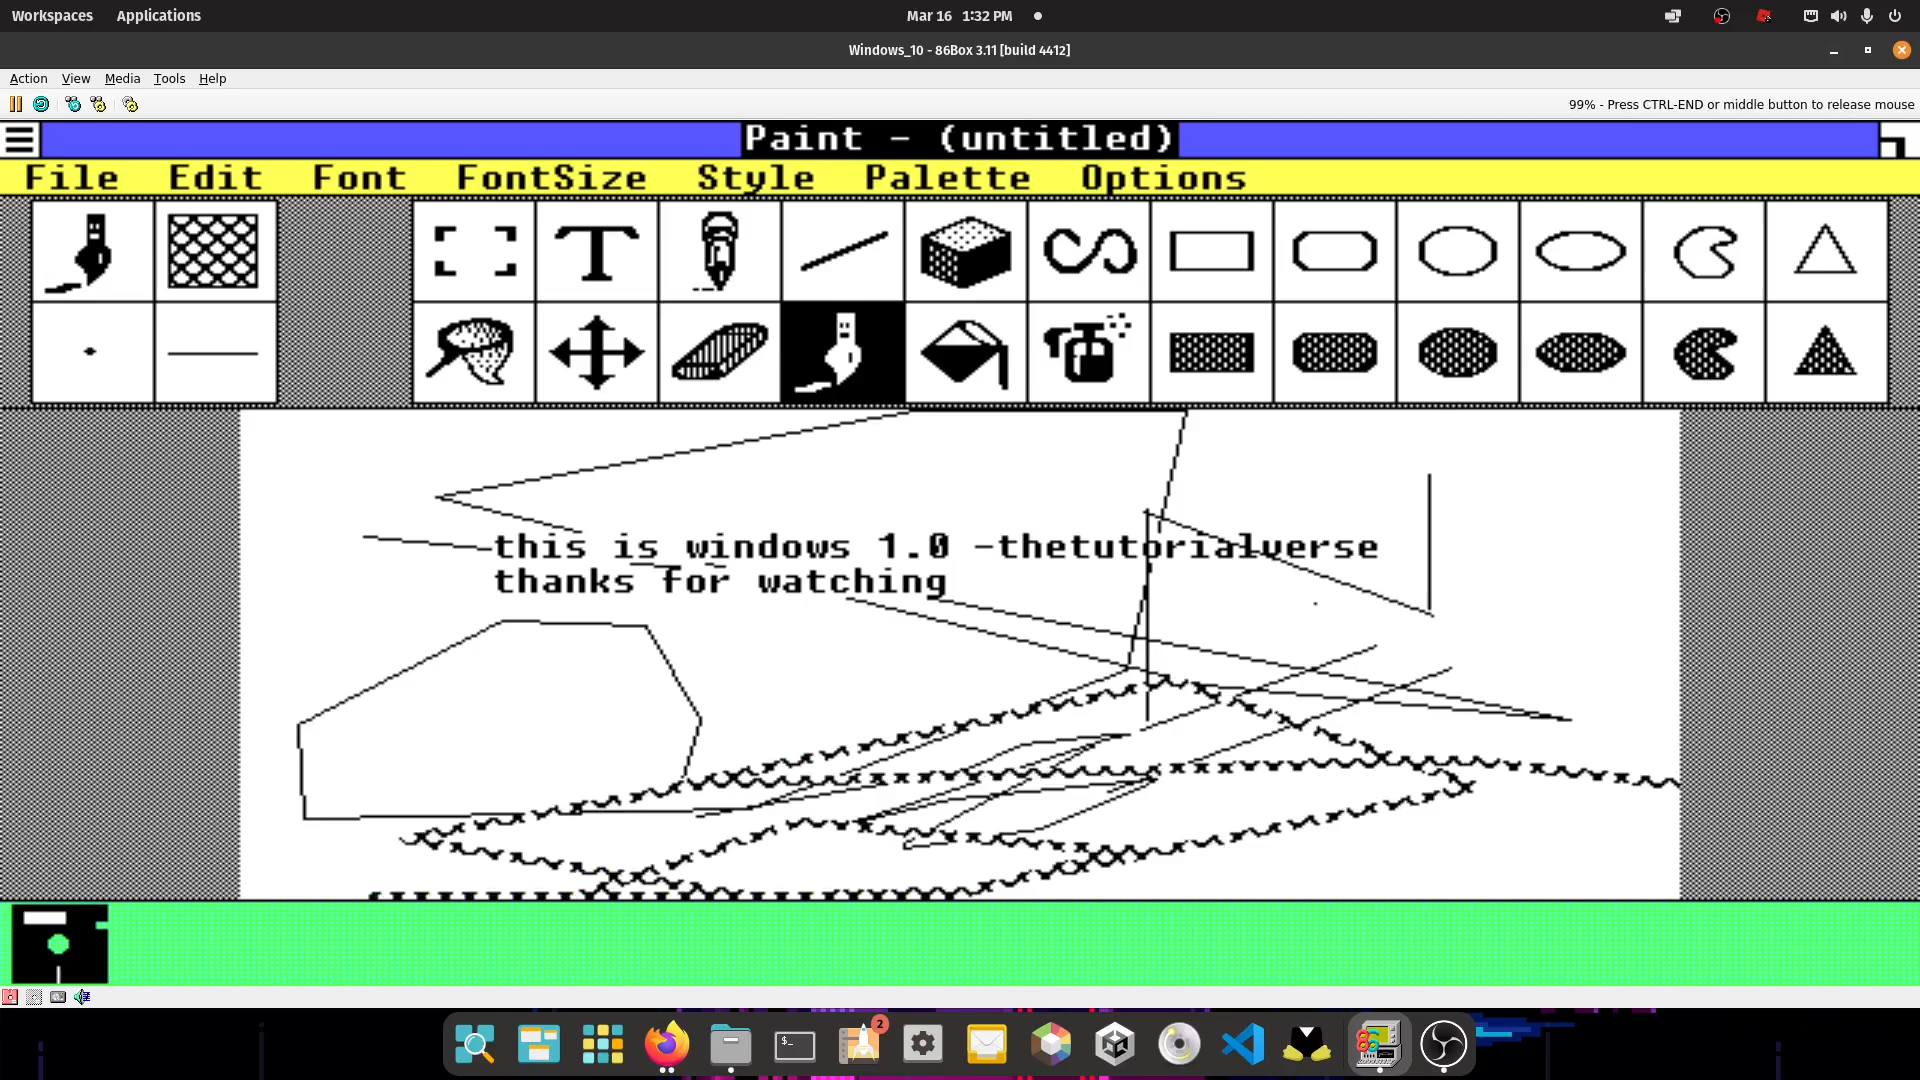 Workspaces Applications Mar 16 1:32 PM
Windows_10 - 86Box 3.11 [build 4412]
Action View Media Tools Help
99% - Press CTRL-END or middle button to release mouse
Paint - (untitled)
File Edit Font FontSize Style Palette Options
T
this is windows 1.0 -thetutorialverse
thanks for watching
$_
2